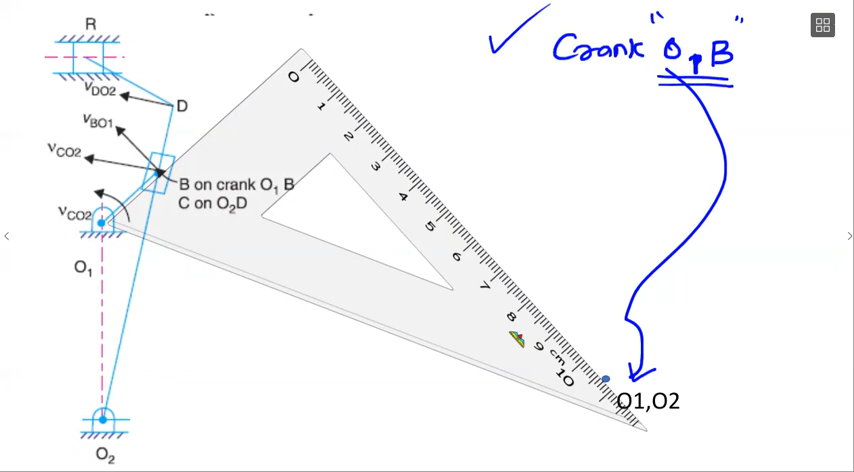 R
Crank "O₁B"
vDO2
D
vBO1
vCO2
B on crank O₁ B
C on O₂D
vCO2
O₁
O₂
0
1
2
3
4
5
6
7
8
9 cm
10
O1,O2